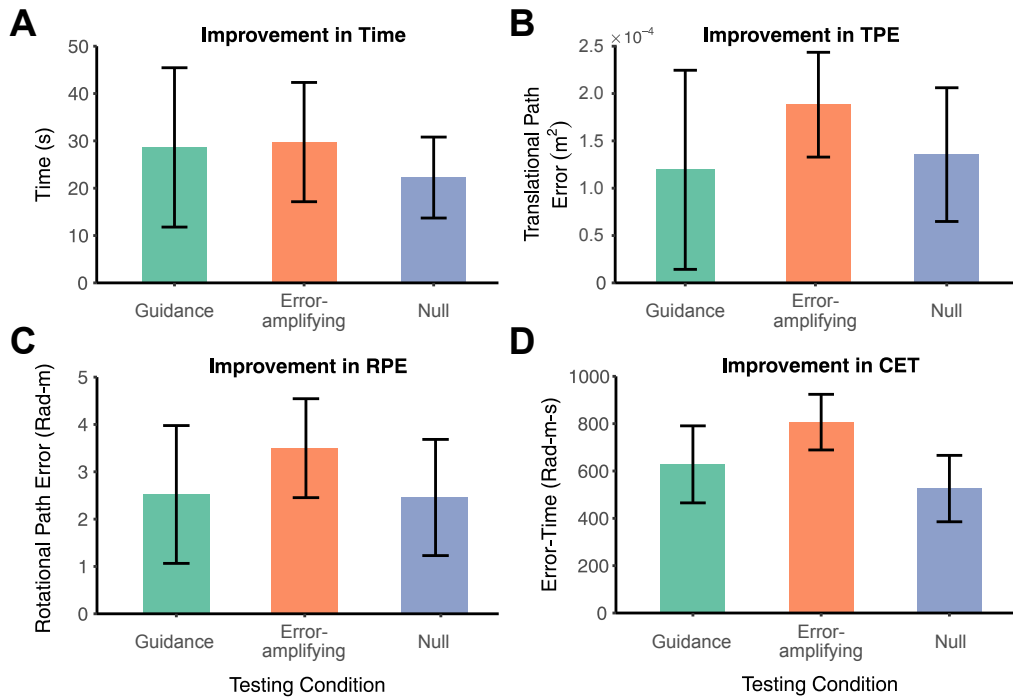 A
Improvement in Time
Time (s)
50
40
30
20
10
0
Guidance
Error-
amplifying
Null
B
Improvement in TPE
× 10⁻⁴
Translational Path
Error (m²)
2.5
2.0
1.5
1.0
0.5
0
Guidance
Error-
amplifying
Null
C
Improvement in RPE
Rotational Path Error (Rad-m)
5
4
3
2
1
0
Guidance
Error-
amplifying
Null
Testing Condition
D
Improvement in CET
Error-Time (Rad-m-s)
1000
800
600
400
200
0
Guidance
Error-
amplifying
Null
Testing Condition